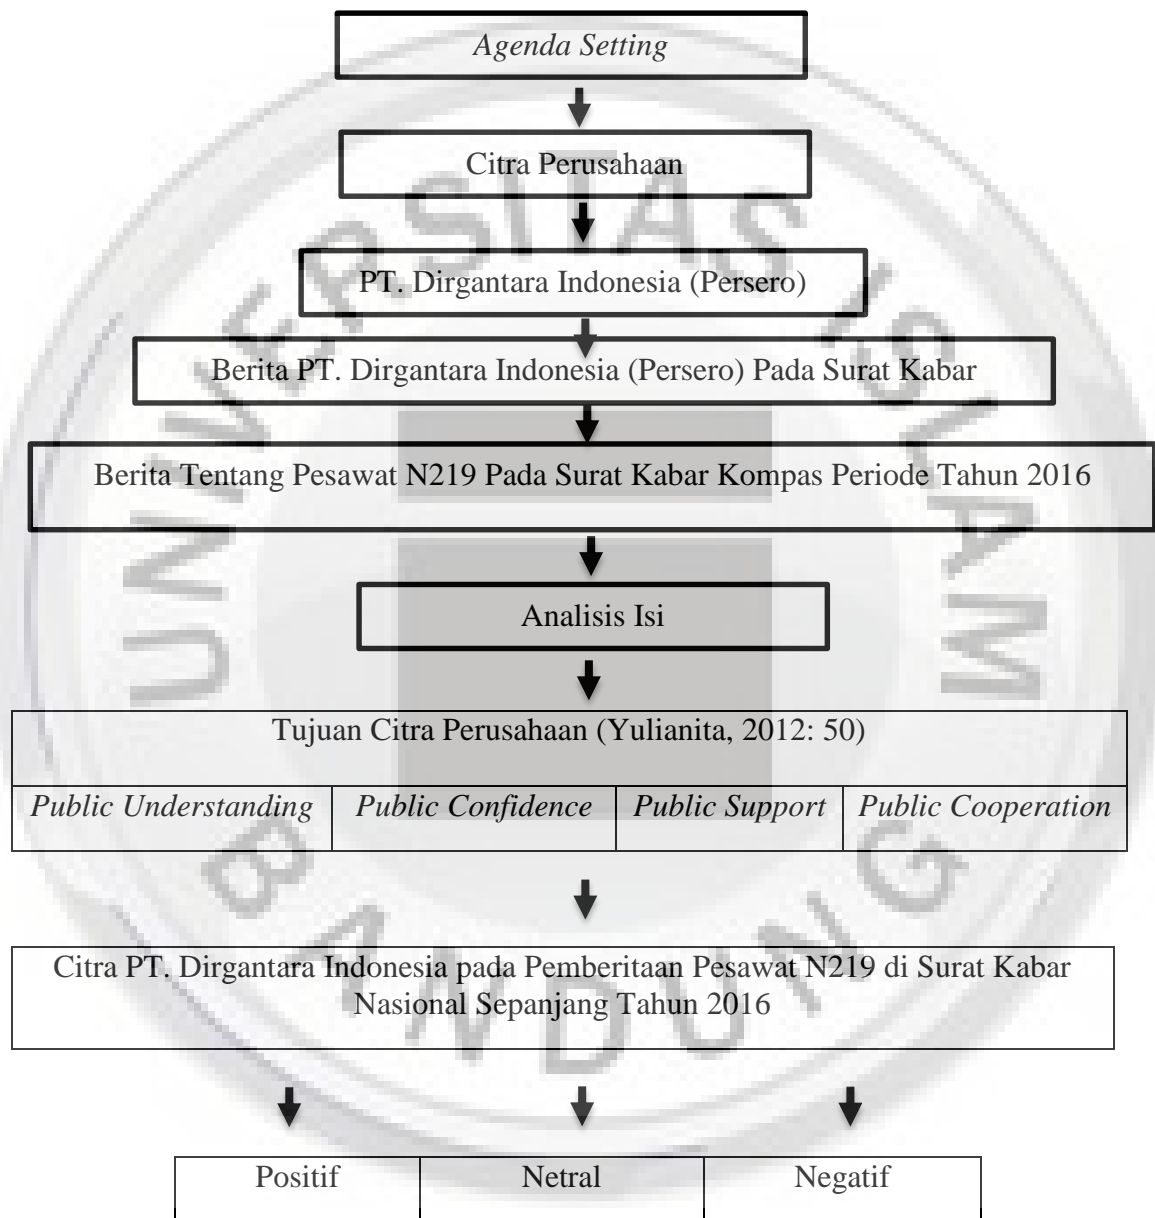 Agenda Setting
Citra Perusahaan
PT. Dirgantara Indonesia (Persero)
Berita PT. Dirgantara Indonesia (Persero) Pada Surat Kabar
Berita Tentang Pesawat N219 Pada Surat Kabar Kompas Periode Tahun 2016
Analisis Isi
Tujuan Citra Perusahaan (Yulianita, 2012: 50)
Public Understanding
Public Confidence
Public Support
Public Cooperation
Citra PT. Dirgantara Indonesia pada Pemberitaan Pesawat N219 di Surat Kabar
Nasional Sepanjang Tahun 2016
Positif
Netral
Negatif
UNIVERSITAS ISLAM
BANDUNG